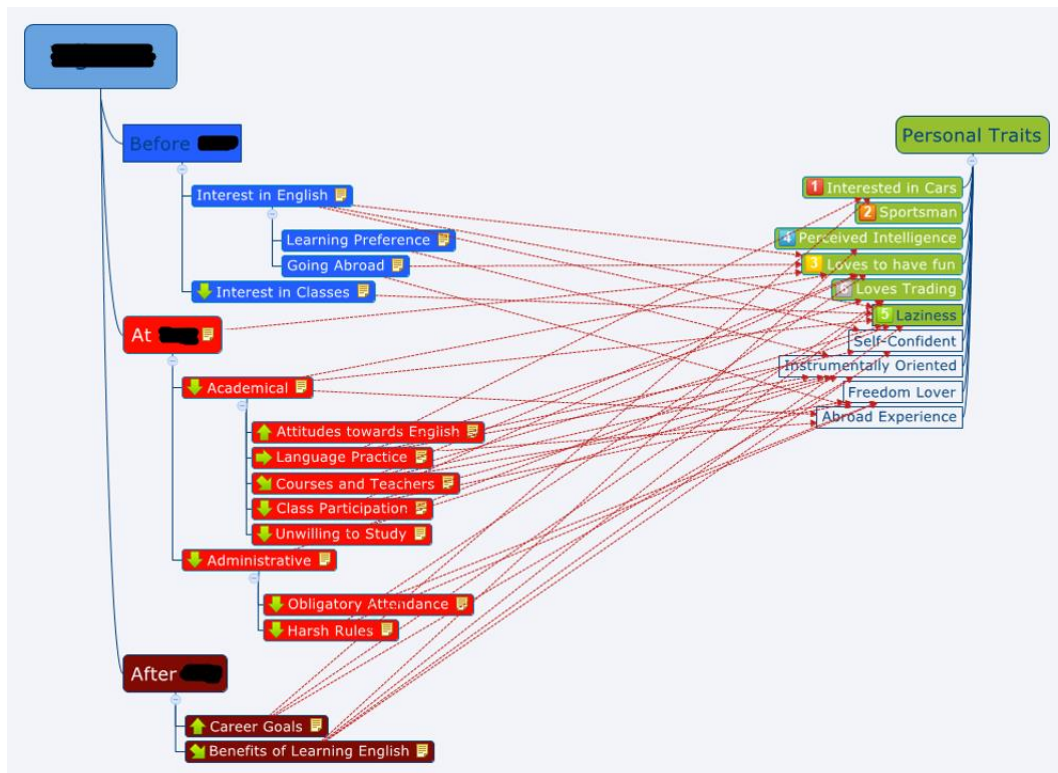 Before
Interest in English
Learning Preference
Going Abroad
Interest in Classes
At
Academical
Attitudes towards English
Language Practice
Courses and Teachers
Class Participation
Unwilling to Study
Administrative
Obligatory Attendance
Harsh Rules
After
Career Goals
Benefits of Learning English
Personal Traits
1 Interested in Cars
2 Sportsman
4 Perceived Intelligence
3 Loves to have fun
6 Loves Trading
5 Laziness
Self-Confident
Instrumentally Oriented
Freedom Lover
Abroad Experience